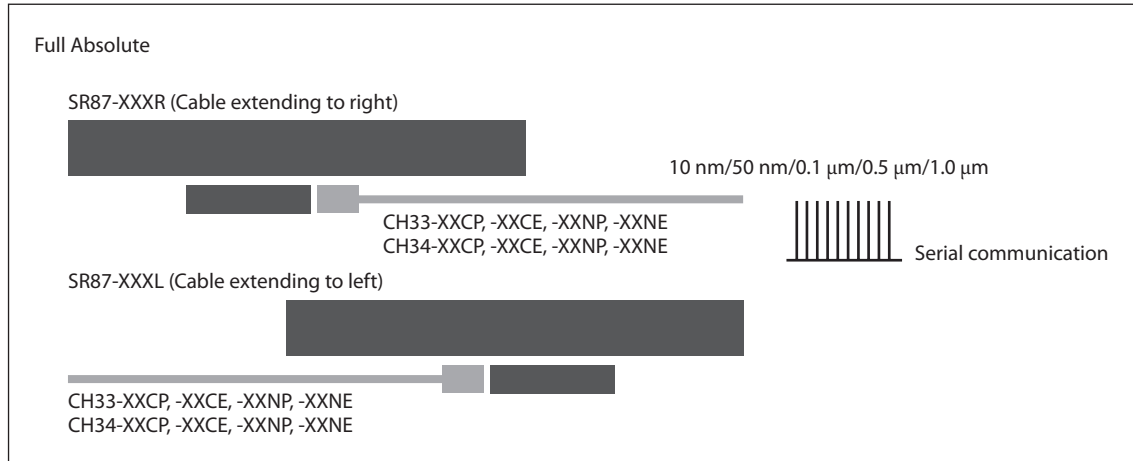 Full Absolute
SR87-XXXR (Cable extending to right)
10 nm/50 nm/0.1 μm/0.5 μm/1.0 μm
CH33-XXCP, -XXCE, -XXNP, -XXNE
CH34-XXCP, -XXCE, -XXNP, -XXNE
Serial communication
SR87-XXXL (Cable extending to left)
CH33-XXCP, -XXCE, -XXNP, -XXNE
CH34-XXCP, -XXCE, -XXNP, -XXNE